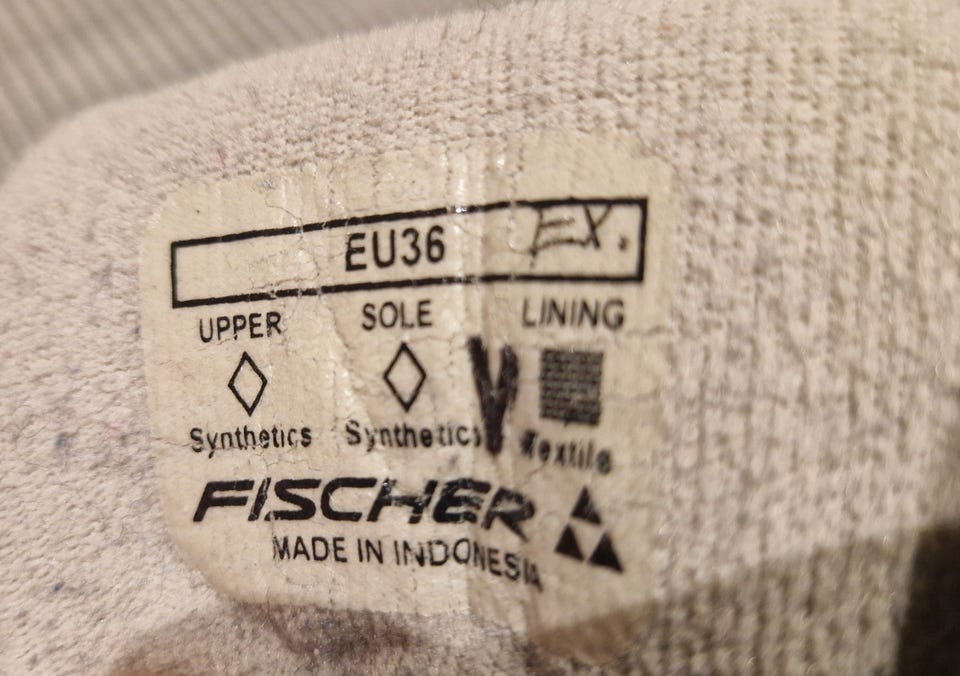 EU36 EX.
UPPER SOLE LINING
Synthetics Synthetics V Textile
FISCHER
MADE IN INDONESIA